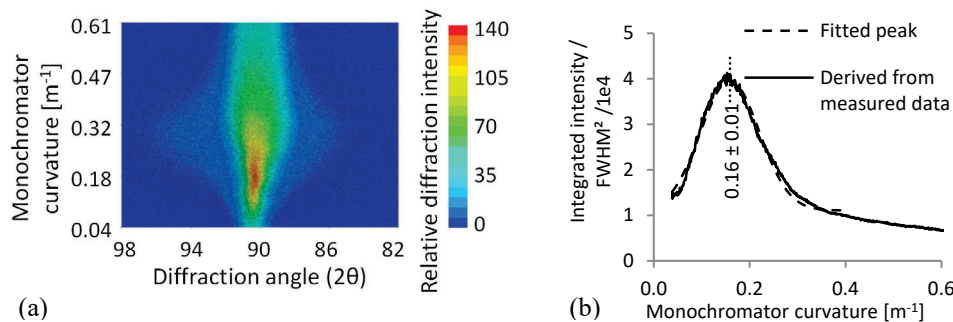 Monochromator
curvature [m⁻¹]
0.61
0.47
0.32
0.18
0.04
98 94 90 86 82
Diffraction angle (2θ)
Relative diffraction intensity
140
105
70
35
0
(a)
Integrated intensity /
FWHM² /1e4
5
4
3
2
1
0
0.16 ± 0.01
Fitted peak
Derived from
measured data
0.0 0.2 0.4 0.6
Monochromator curvature [m⁻¹]
(b)